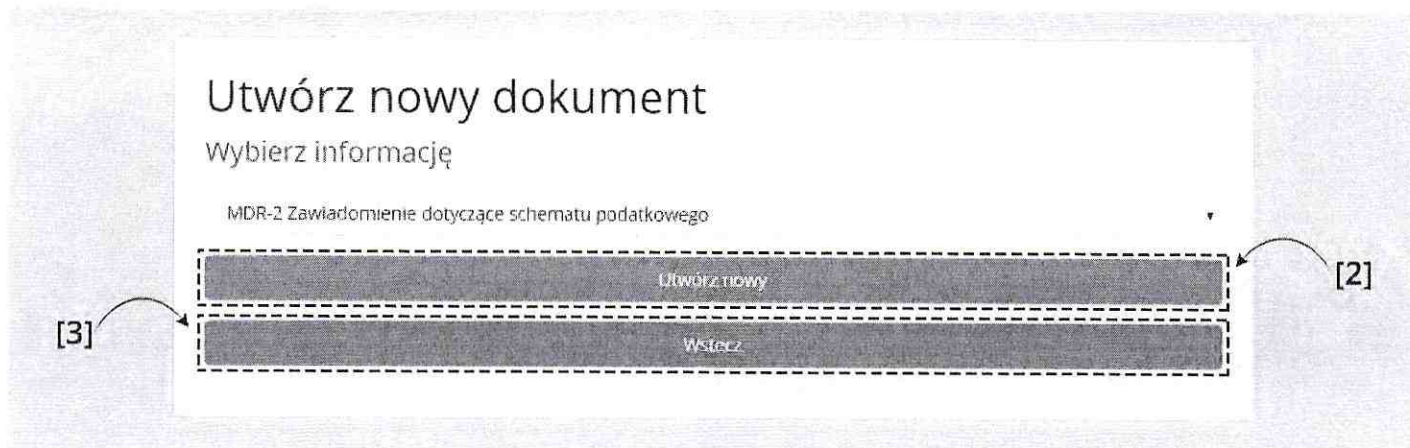 Utwórz nowy dokument
Wybierz informację
MDR-2 Zawiadomienie dotyczące schematu podatkowego
Utwórz nowy
[2]
[3]
Wstecz